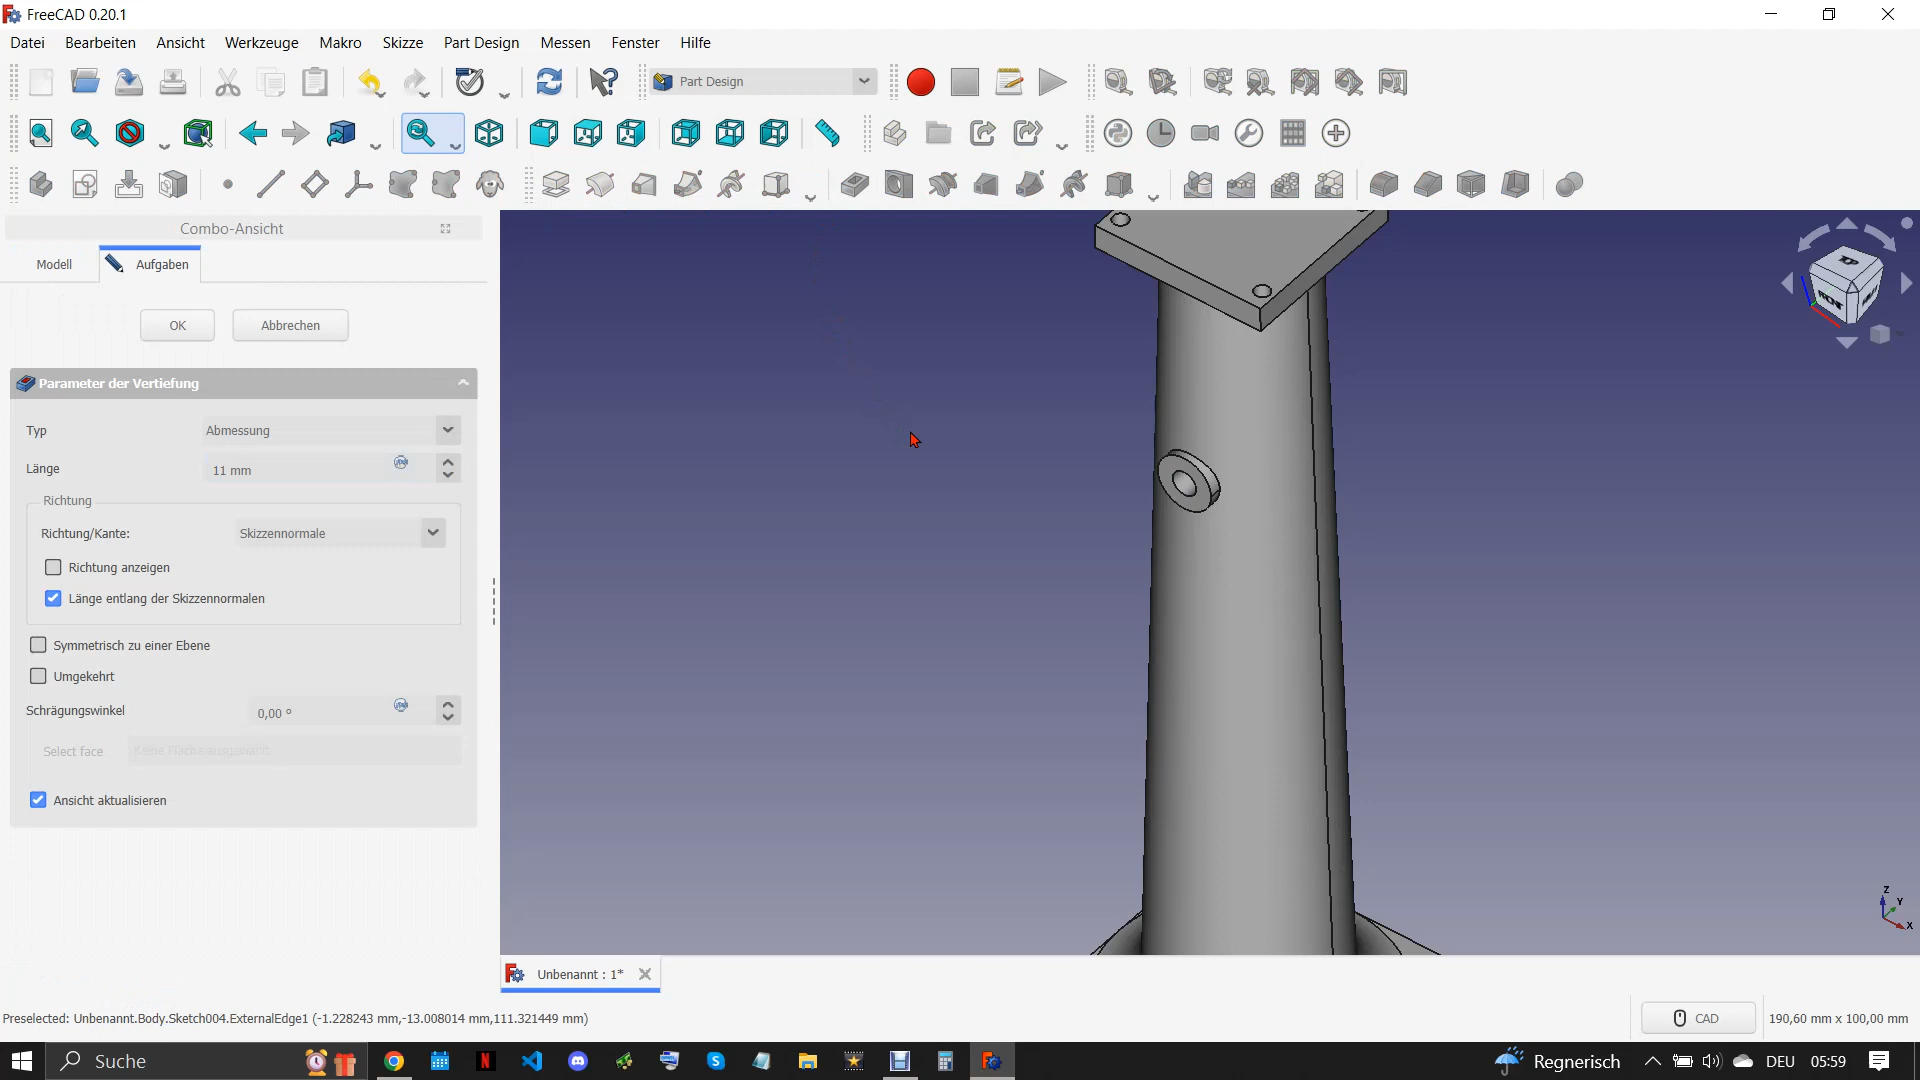 FreeCAD 0.20.1
Datei Bearbeiten Ansicht Werkzeuge Makro Skizze Part Design Messen Fenster Hilfe
Part Design
Combo-Ansicht
Modell Aufgaben
OK Abbrechen
Parameter der Vertiefung
Typ Abmessung
Länge 11 mm
Richtung
Richtung/Kante: Skizzennormale
Richtung anzeigen
Länge entlang der Skizzennormalen
Symmetrisch zu einer Ebene
Umgekehrt
Schrägungswinkel 0,00 °
Select face Keine Fläche ausgewählt
Ansicht aktualisieren
Z
Y
X
Unbenannt : 1*
Preselected: Unbenannt.Body.Sketch004.ExternalEdge1 (-1.228243 mm,-13.008014 mm,111.321449 mm)
CAD 190,60 mm x 100,00 mm
Suche Regnerisch DEU 05:59